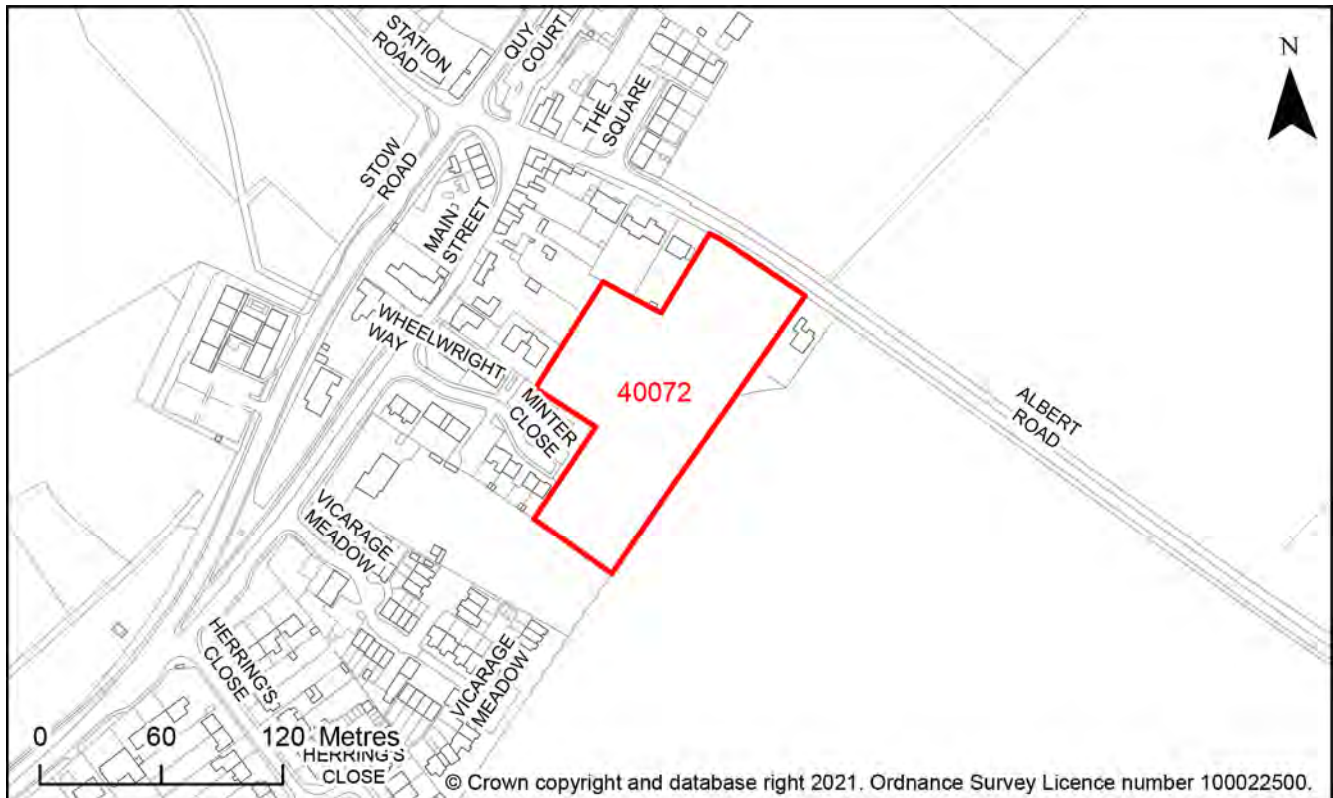 STATION
ROAD
QUY
COURT
THE
SQUARE
N
STOW
ROAD
MAIN
STREET
WHEELWRIGHT
WAY
MINTER
CLOSE
40072
ALBERT
ROAD
VICARAGE
MEADOW
VICARAGE
MEADOW
HERRING'S
CLOSE
0 60 120 Metres
HERRING'S
CLOSE
© Crown copyright and database right 2021. Ordnance Survey Licence number 100022500.